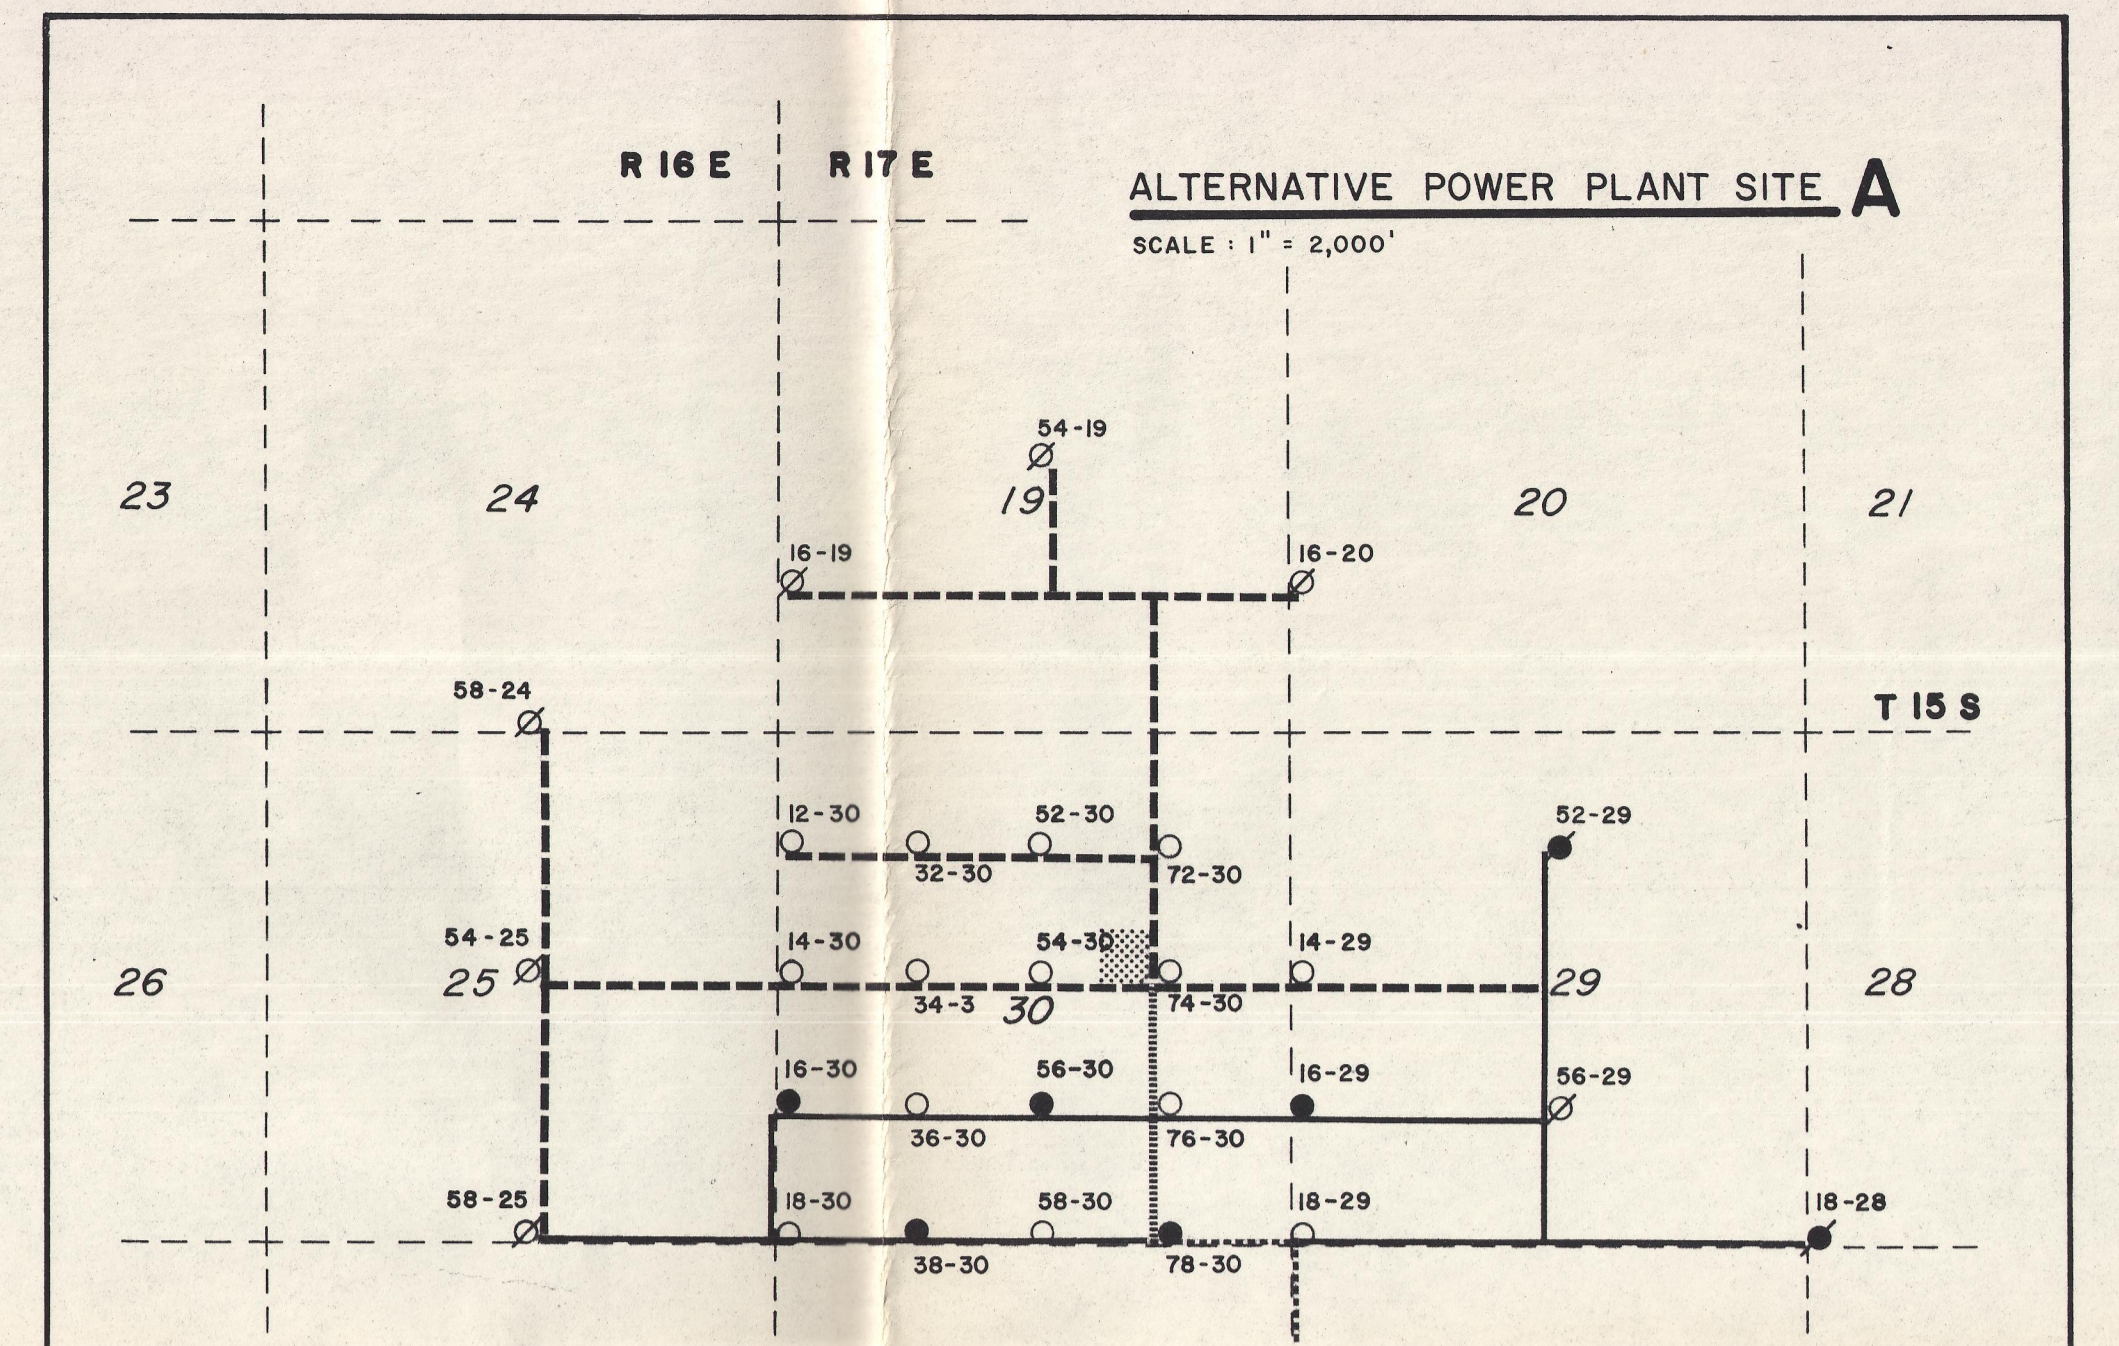 R 16 E R 17 E
ALTERNATIVE POWER PLANT SITE A
SCALE : 1" = 2,000'
54-19
23 24 19 20 21
16-19 16-20
58-24
T 15 S
12-30 52-30 52-29
32-30 72-30
54-25 14-30 54-30 14-29
26 25 29 28
34-3 30 74-30
16-30 56-30 16-29 56-29
36-30 76-30
58-25 18-30 58-30 18-29 18-28
38-30 78-30